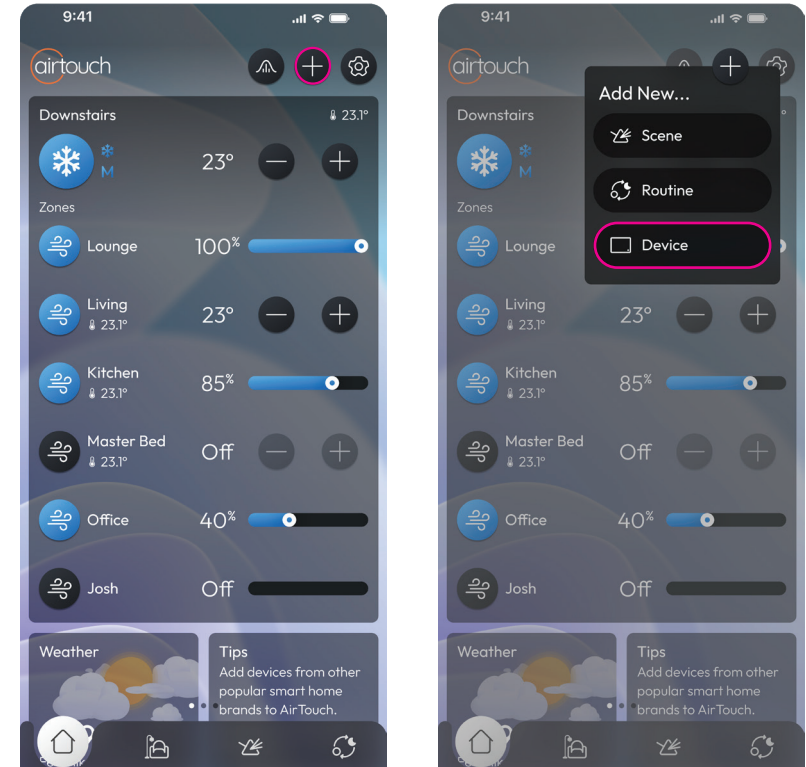 9:41
airtouch
Downstairs
23.1°
M
23°
Zones
Lounge
100%
Living
23.1°
23°
Kitchen
23.1°
85%
Master Bed
23.1°
Off
Office
40%
Josh
Off
Weather
Tips
Add devices from other
popular smart home
brands to AirTouch.
9:41
airtouch
Add New...
Scene
Routine
Device
Downstairs
M
Zones
Lounge
Living
23.1°
23°
Kitchen
23.1°
85%
Master Bed
23.1°
Off
Office
40%
Josh
Off
Weather
Tips
Add devices from other
popular smart home
brands to AirTouch.